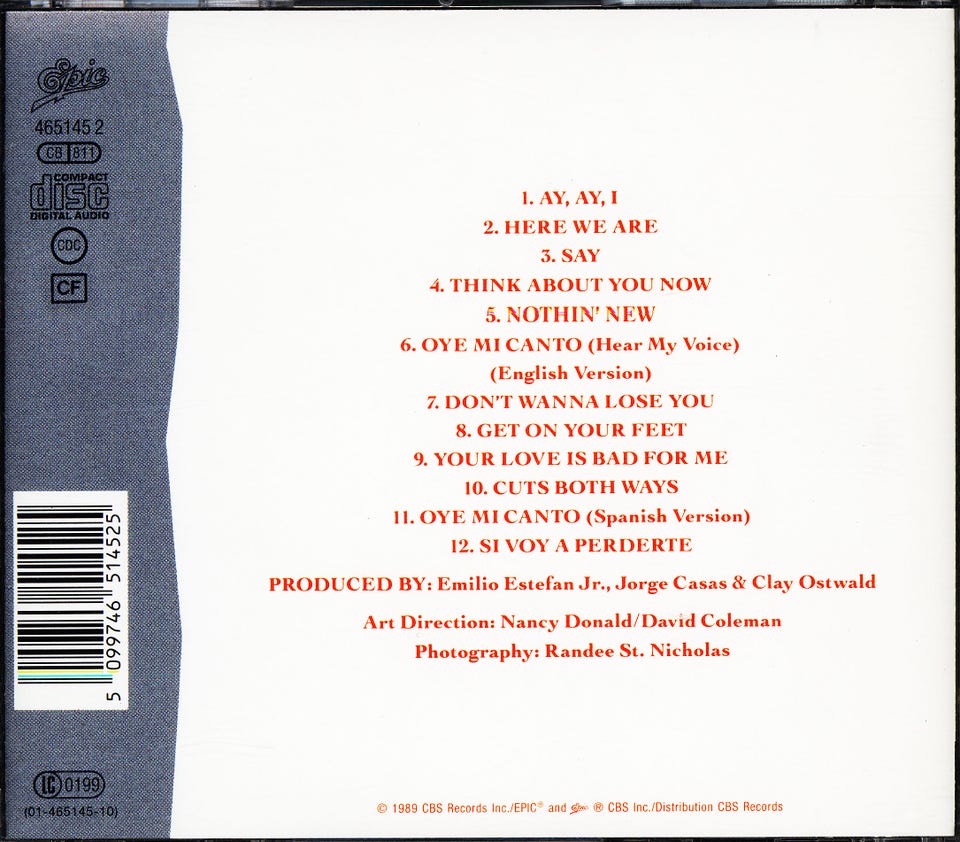 Epic
465145 2
CB 811
COMPACT
disc
DIGITAL AUDIO
CDC
CF
1. AY, AY, I
2. HERE WE ARE
3. SAY
4. THINK ABOUT YOU NOW
5. NOTHIN' NEW
6. OYE MI CANTO (Hear My Voice)
(English Version)
7. DON'T WANNA LOSE YOU
8. GET ON YOUR FEET
9. YOUR LOVE IS BAD FOR ME
10. CUTS BOTH WAYS
11. OYE MI CANTO (Spanish Version)
12. SI VOY A PERDERTE
PRODUCED BY: Emilio Estefan Jr., Jorge Casas & Clay Ostwald
Art Direction: Nancy Donald/David Coleman
Photography: Randee St. Nicholas
5 099746 514525
LC 0199
(01-465145-10)
© 1989 CBS Records Inc./EPIC® and Epic ® CBS Inc./Distribution CBS Records